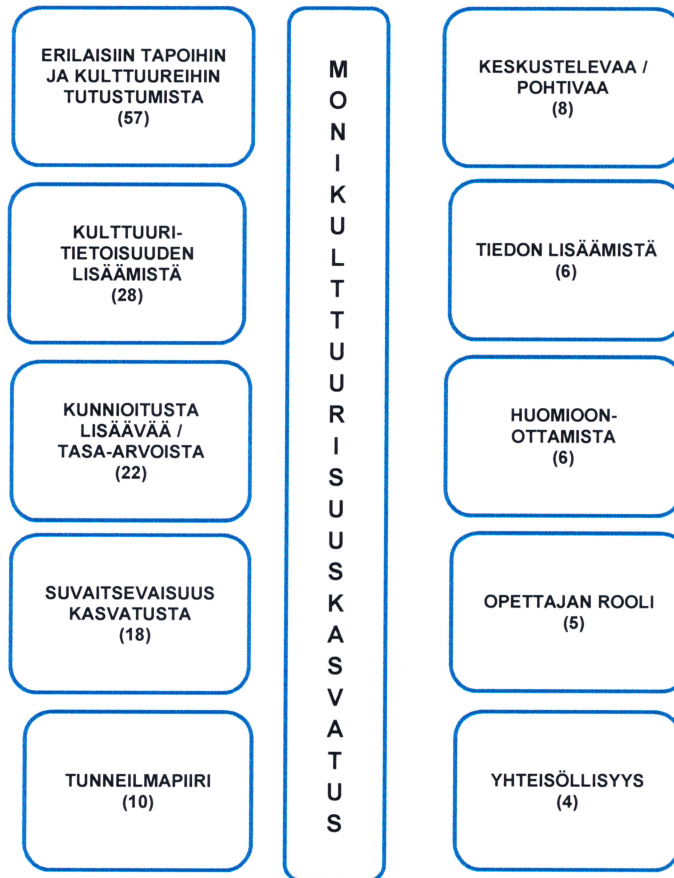 ERILAISIIN TAPOIHIN
JA KULTTUUREIHIN
TUTUSTUMISTA
(57)
KULTTUURI-
TIETOISUUDEN
LISÄÄMISTÄ
(28)
KUNNIOITUSTA
LISÄÄVÄÄ /
TASA-ARVOISTA
(22)
SUVAITSEVAISUUS
KASVATUSTA
(18)
TUNNEILMAPIIRI
(10)
M
O
N
I
K
U
L
T
T
U
U
R
I
S
U
U
S
K
A
S
V
A
T
U
S
KESKUSTELEVAA /
POHTIVAA
(8)
TIEDON LISÄÄMISTÄ
(6)
HUOMIOON-
OTTAMISTA
(6)
OPETTAJAN ROOLI
(5)
YHTEISÖLLISYYS
(4)